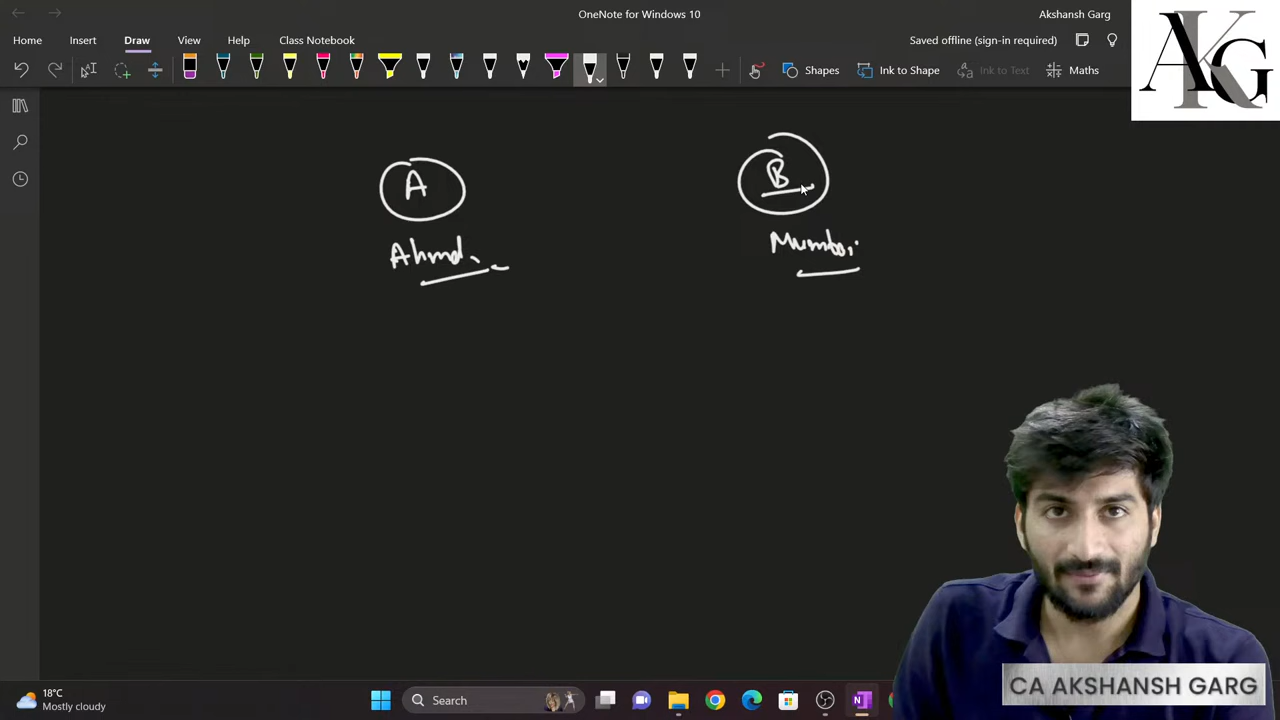 OneNote for Windows 10
Akshansh Garg
Home Insert Draw View Help Class Notebook
Saved offline (sign-in required)
Shapes Ink to Shape Ink to Text Maths
AKG
A
B
Ahmd.
Mumbai
CA AKSHANSH GARG
18°C
Mostly cloudy
Search